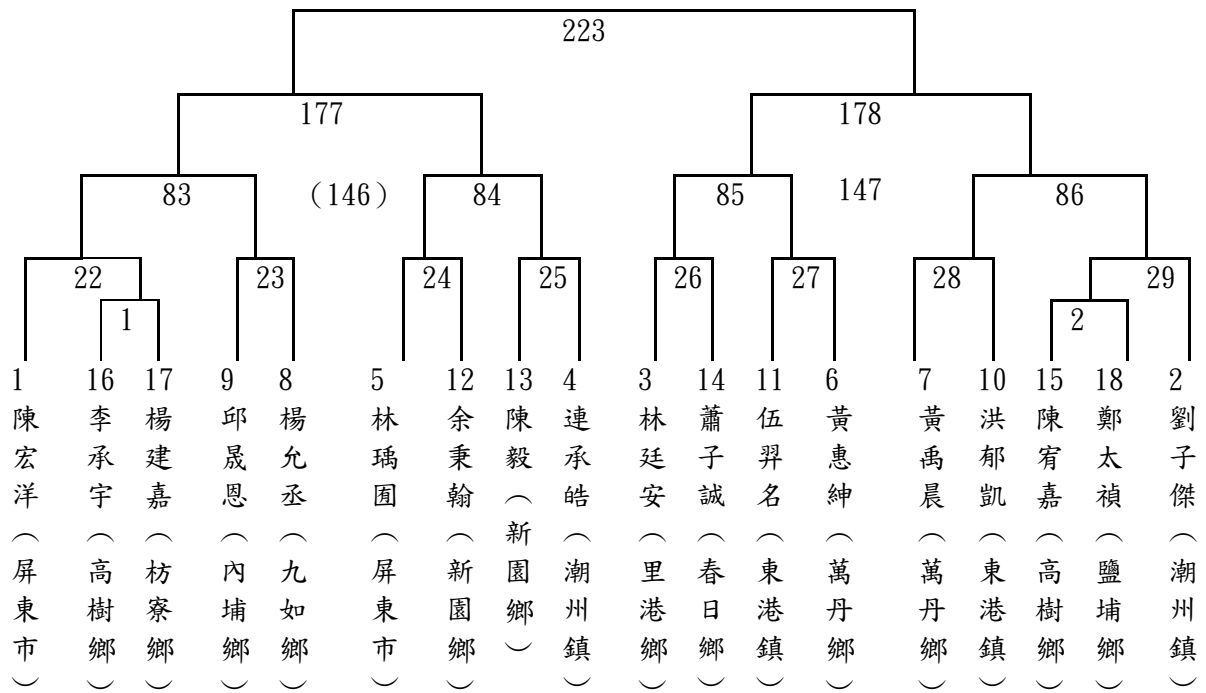 223
177 178
83 （146） 84 85 147 86
22 23 24 25 26 27 28 29
1 2
1 16 17 9 8 5 12 13 4 3 14 11 6 7 10 15 18 2
陳宏洋（屏東市）
李承宇（高樹鄉）
楊建嘉（枋寮鄉）
邱晟恩（內埔鄉）
楊允丞（九如鄉）
林瑀囿（屏東市）
余秉翰（新園鄉）
陳毅（新園鄉）
連承皓（潮州鎮）
林廷安（里港鄉）
蕭子誠（春日鄉）
伍羿名（東港鎮）
黃惠紳（萬丹鄉）
黃禹晨（萬丹鄉）
洪郁凱（東港鎮）
陳宥嘉（高樹鄉）
鄭太禎（鹽埔鄉）
劉子傑（潮州鎮）